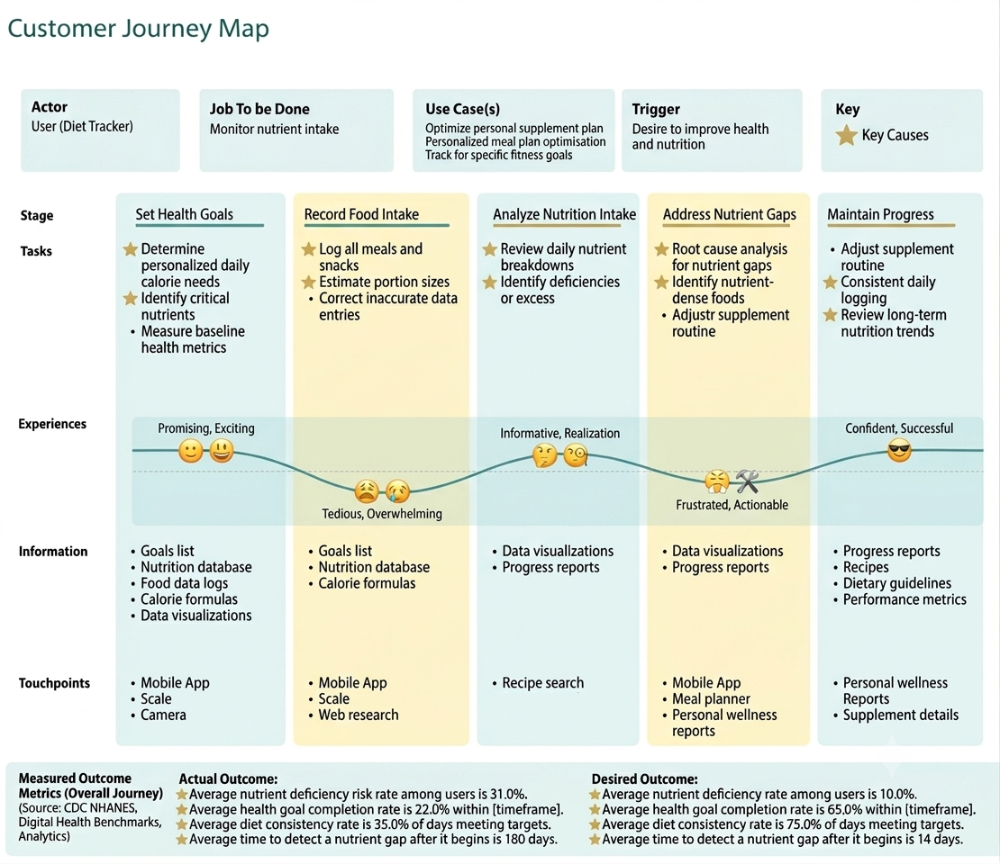 Customer Journey Map
Actor
User (Diet Tracker)
Job To be Done
Monitor nutrient intake
Use Case(s)
Optimize personal supplement plan
Personalized meal plan optimisation
Track for specific fitness goals
Trigger
Desire to improve health
and nutrition
Key
Key Causes
Stage
Set Health Goals
Record Food Intake
Analyze Nutrition Intake
Address Nutrient Gaps
Maintain Progress
Tasks
Determine
personalized daily
calorie needs
Identify critical
nutrients
• Measure baseline
health metrics
Log all meals and
snacks
Estimate portion sizes
• Correct inaccurate data
entries
Review daily nutrient
breakdowns
Identify deficiencies
or excess
Root cause analysis
for nutrient gaps
Identify nutrient-
dense foods
• Adjustr supplement
routine
• Adjust supplement
routine
Consistent daily
logging
Review long-term
nutrition trends
Experiences
Promising, Exciting
Tedious, Overwhelming
Informative, Realization
Frustrated, Actionable
Confident, Successful
Information
• Goals list
• Nutrition database
• Food data logs
• Calorie formulas
• Data visualizations
• Goals list
• Nutrition database
• Calorie formulas
• Data visuallzations
• Progress reports
• Data visualizations
• Progress reports
• Progress reports
• Recipes
• Dietary guidelines
• Performance metrics
Touchpoints
• Mobile App
• Scale
• Camera
• Mobile App
• Scale
• Web research
• Recipe search
• Mobile App
• Meal planner
• Personal wellness
reports
• Personal wellness
Reports
• Supplement details
Measured Outcome
Metrics (Overall Journey)
(Source: CDC NHANES,
Digital Health Benchmarks,
Analytics)
Actual Outcome:
Average nutrient deficiency risk rate among users is 31.0%.
Average health goal completion rate is 22.0% within [timeframe].
Average diet consistency rate is 35.0% of days meeting targets.
Average time to detect a nutrient gap after it begins is 180 days.
Desired Outcome:
Average nutrient deficiency rate among users is 10.0%.
Average health goal completion rate is 65.0% within [timeframe].
Average diet consistency rate is 75.0% of days meeting targets.
Average time to detect a nutrient gap after it begins is 14 days.